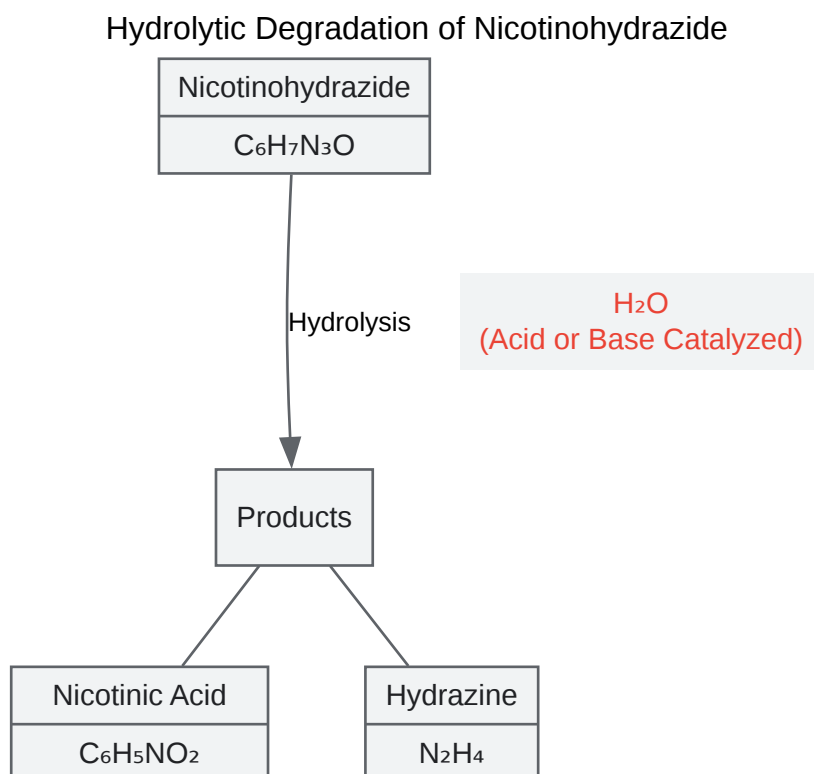 Hydrolytic Degradation of Nicotinohydrazide
Nicotinohydrazide
C₆H₇N₃O
Hydrolysis
H₂O
(Acid or Base Catalyzed)
Products
Nicotinic Acid
C₆H₅NO₂
Hydrazine
N₂H₄